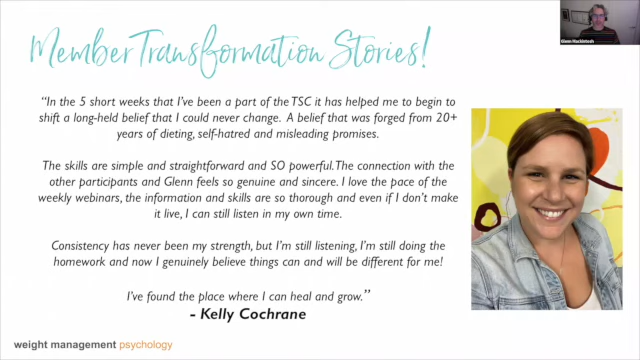 Member Transformation Stories!
Glenn Mackintosh
"In the 5 short weeks that I've been a part of the TSC it has helped me to begin to
shift a long-held belief that I could never change. A belief that was forged from 20+
years of dieting, self-hatred and misleading promises.
The skills are simple and straightforward and SO powerful. The connection with the
other participants and Glenn feels so genuine and sincere. I love the pace of the
weekly webinars, the information and skills are so thorough and even if I don't make
it live, I can still listen in my own time.
Consistency has never been my strength, but I'm still listening, I'm still doing the
homework and now I genuinely believe things can and will be different for me!
I've found the place where I can heal and grow."
- Kelly Cochrane
weight management psychology